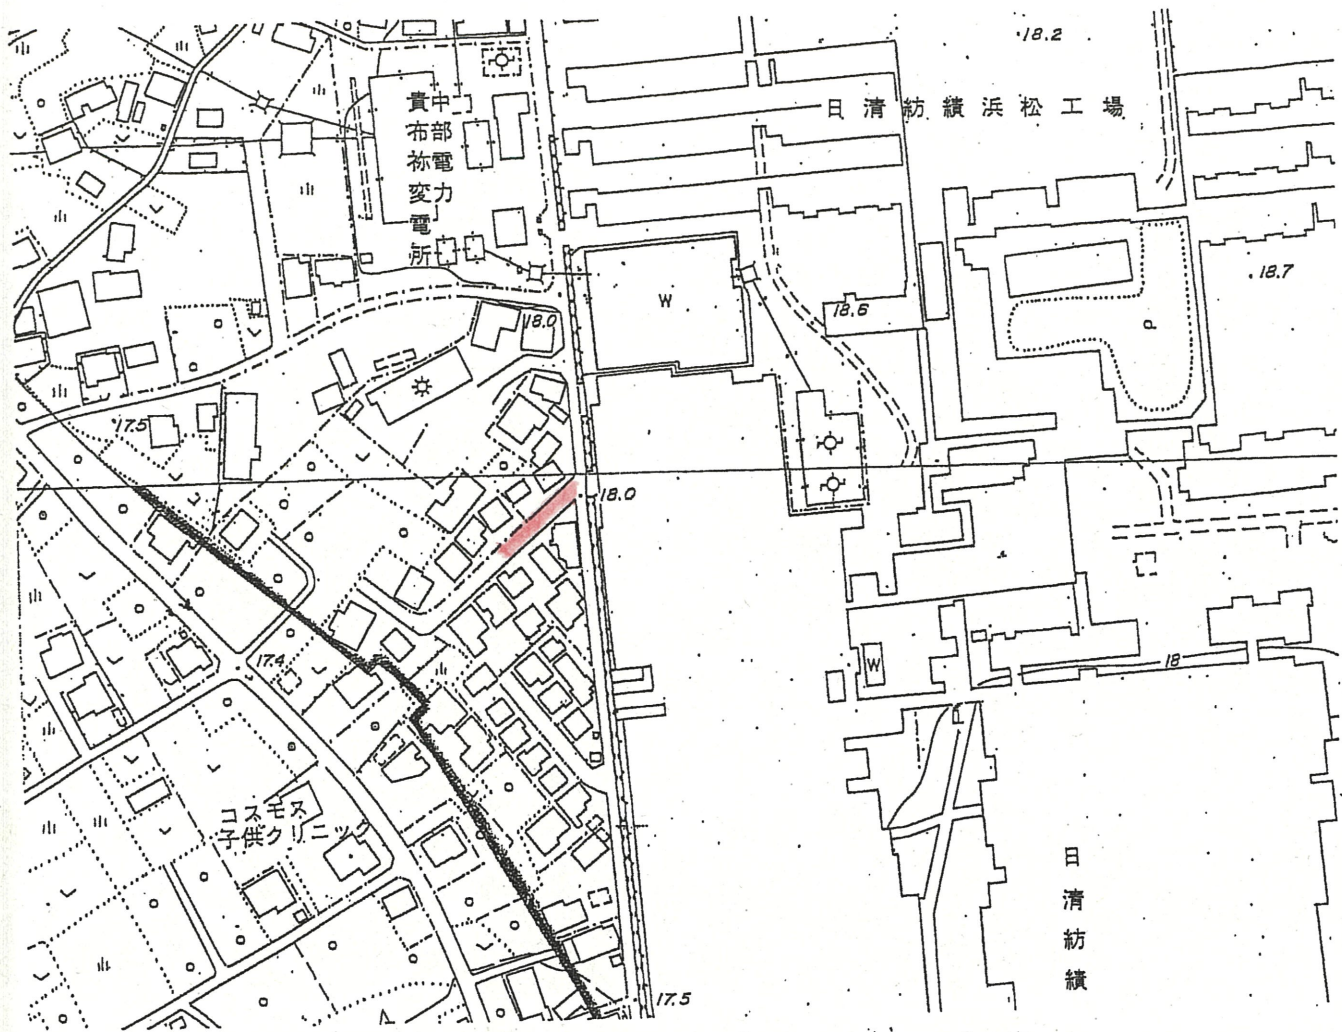 18.2
日清紡績浜松工場
中部電力
貴布祢変電所
18.7
W
18.6
18.0
P
17.5
18.0
W
18
17.4
コスモス
子供クリニック
日清紡績
17.5